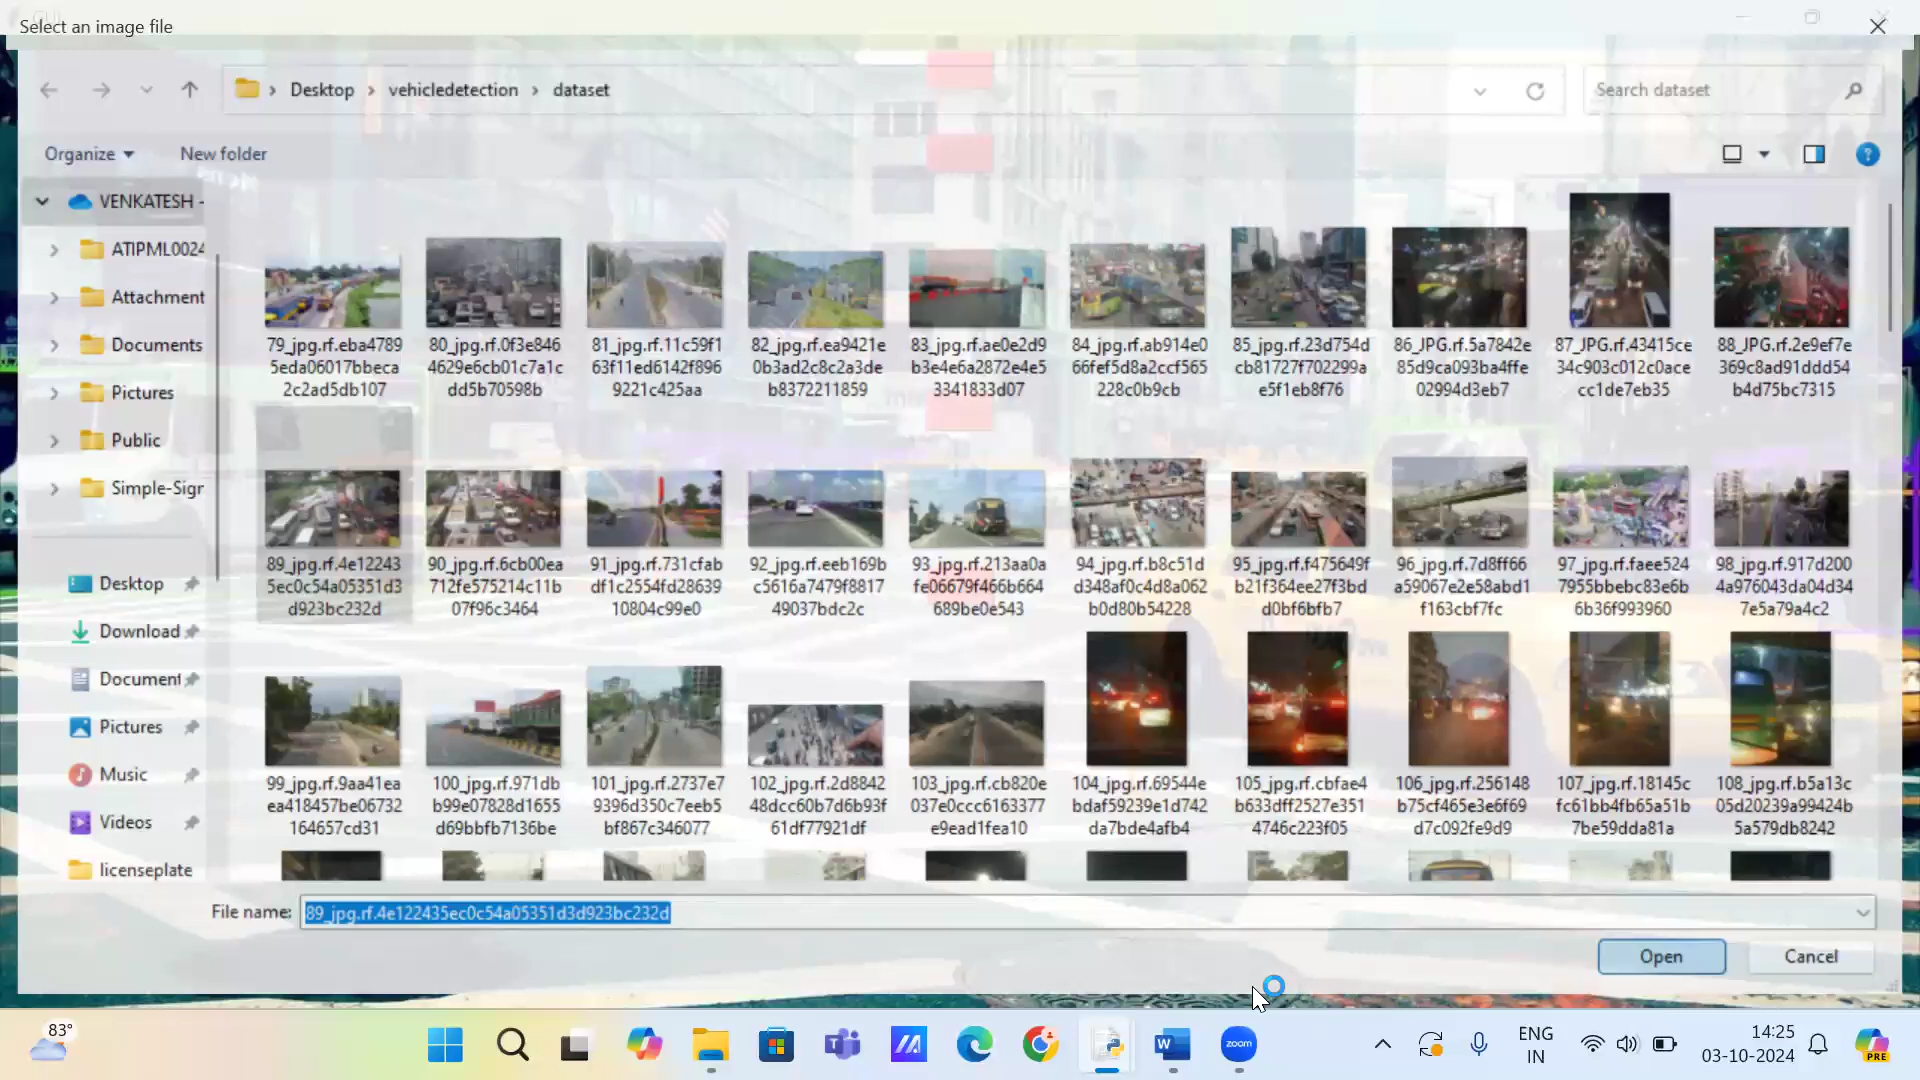 Select an image file
Desktop > vehicledetection > dataset
Search dataset
Organize
New folder
VENKATESH -
ATIPML0024
Attachment
Documents
Pictures
Public
Simple-Sigr
Desktop
Download
Document
Pictures
Music
Videos
licenseplate
79_jpg.rf.eba4789
5eda06017bbeca
2c2ad5db107
80_jpg.rf.0f3e846
4629e6cb01c7a1c
dd5b70598b
81_jpg.rf.11c59f1
63f11ed6142f896
9221c425aa
82_jpg.rf.ea9421e
0b3ad2c8c2a3de
b8372211859
83_jpg.rf.ae0e2d9
b3e4e6a2872e4e5
3341833d07
84_jpg.rf.ab914e0
66fef5d8a2ccf565
228c0b9cb
85_jpg.rf.23d754d
cb81727f702299a
e5f1eb8f76
86_JPG.rf.5a7842e
85d9ca093ba4ffe
02994d3eb7
87_JPG.rf.43415ce
34c903c012c0ace
cc1de7eb35
88_JPG.rf.2e9ef7e
369c8ad91ddd54
b4d75bc7315
89_jpg.rf.4e12243
5ec0c54a05351d3
d923bc232d
90_jpg.rf.6cb00ea
712fe575214c11b
07f96c3464
91_jpg.rf.731cfab
df1c2554fd28639
10804c99e0
92_jpg.rf.eeb169b
c5616a7479f8817
49037bdc2c
93_jpg.rf.213aa0a
fe06679f466b664
689be0e543
94_jpg.rf.b8c51d
d348af0c4d8a062
b0d80b54228
95_jpg.rf.f475649f
b21f364ee27f3bd
d0bf6bfb7
96_jpg.rf.7d8ff66
a59067e2e58abd1
f163cbf7fc
97_jpg.rf.faee524
7955bbebc83e6b
6b36f993960
98_jpg.rf.917d200
4a976043da04d34
7e5a79a4c2
99_jpg.rf.9aa41ea
ea418457be06732
164657cd31
100_jpg.rf.971db
b99e07828d1655
d69bbfb7136be
101_jpg.rf.2737e7
9396d350c7eeb5
bf867c346077
102_jpg.rf.2d8842
48dcc60b7d6b93f
61df77921df
103_jpg.rf.cb820e
037e0ccc6163377
e9ead1fea10
104_jpg.rf.69544e
bdaf59239e1d742
da7bde4afb4
105_jpg.rf.cbfae4
b633dff2527e351
4746c223f05
106_jpg.rf.256148
b75cf465e3e6f69
d7c092fe9d9
107_jpg.rf.18145c
fc61bb4fb65a51b
7be59dda81a
108_jpg.rf.b5a13c
05d20239a99424b
5a579db8242
File name: 89_jpg.rf.4e122435ec0c54a05351d3d923bc232d
Open
Cancel
83°
zoom
ENG
IN
14:25
03-10-2024
PRE